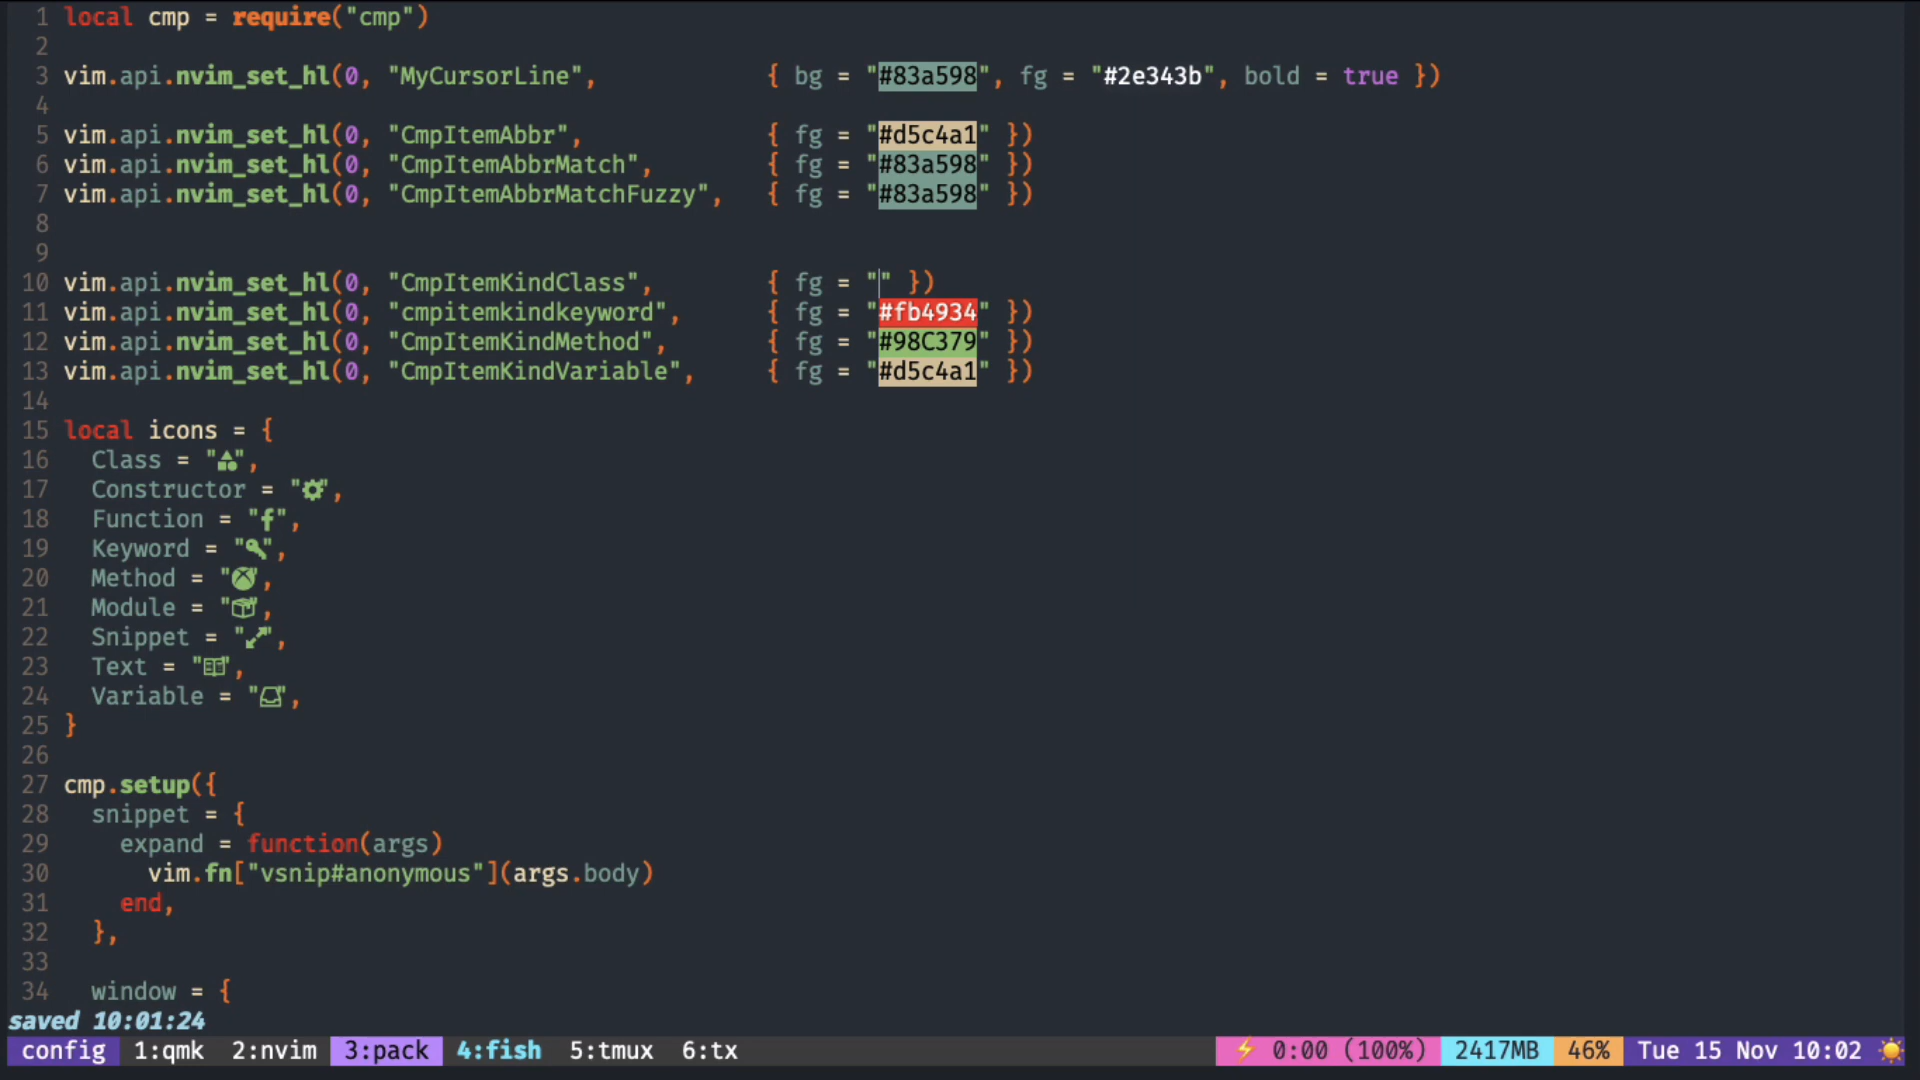 1 local cmp = require("cmp")
2
3 vim.api.nvim_set_hl(0, "MyCursorLine", { bg = "#83a598", fg = "#2e343b", bold = true })
4
5 vim.api.nvim_set_hl(0, "CmpItemAbbr", { fg = "#d5c4a1" })
6 vim.api.nvim_set_hl(0, "CmpItemAbbrMatch", { fg = "#83a598" })
7 vim.api.nvim_set_hl(0, "CmpItemAbbrMatchFuzzy", { fg = "#83a598" })
8
9
10 vim.api.nvim_set_hl(0, "CmpItemKindClass", { fg = "" })
11 vim.api.nvim_set_hl(0, "cmpitemkindkeyword", { fg = "#fb4934" })
12 vim.api.nvim_set_hl(0, "CmpItemKindMethod", { fg = "#98C379" })
13 vim.api.nvim_set_hl(0, "CmpItemKindVariable", { fg = "#d5c4a1" })
14
15 local icons = {
16 Class = "",
17 Constructor = "",
18 Function = "f",
19 Keyword = "",
20 Method = "",
21 Module = "",
22 Snippet = "",
23 Text = "",
24 Variable = "",
25 }
26
27 cmp.setup({
28 snippet = {
29 expand = function(args)
30 vim.fn["vsnip#anonymous"](args.body)
31 end,
32 },
33
34 window = {
saved 10:01:24
config 1:qmk 2:nvim 3:pack 4:fish 5:tmux 6:tx ⚡ 0:00 (100%) 2417MB 46% Tue 15 Nov 10:02 ☀️